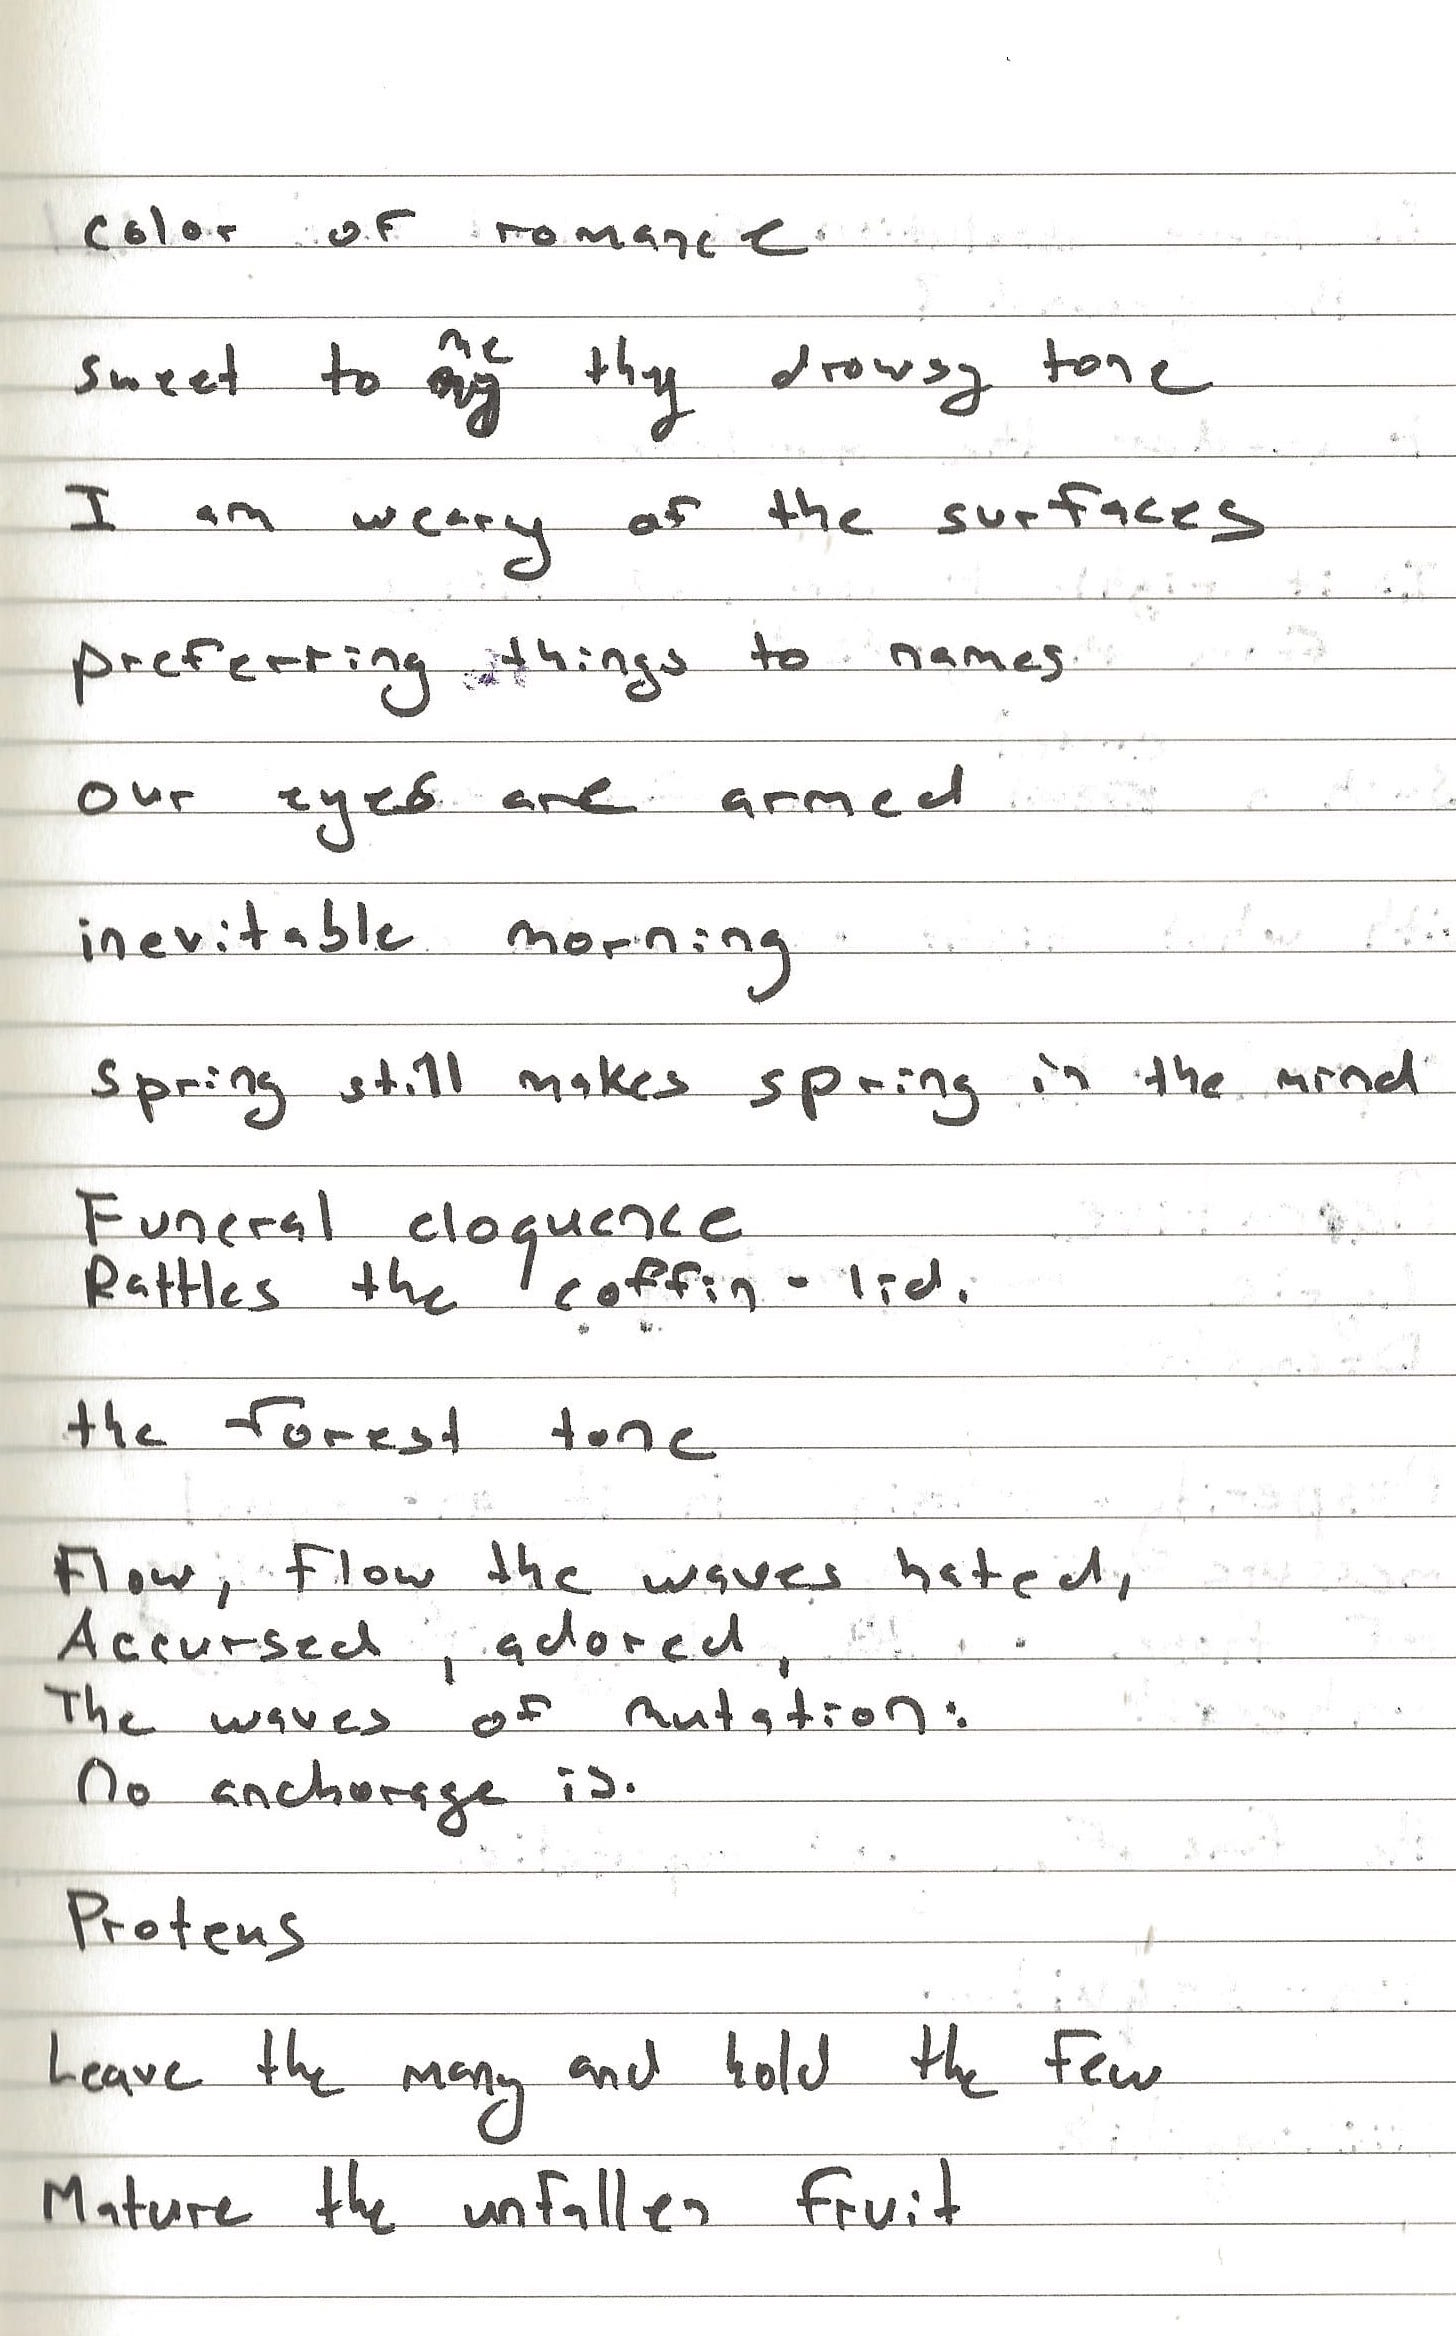 color of romance
sweet to me thy drowsy tone
I am weary of the surfaces
preferring things to names
our eyes are armed
inevitable morning
spring still makes spring in the mind
Funeral eloquence
Rattles the coffin-lid.
the forest tone
Flow, flow the waves hated,
Accursed, adored,
The waves of mutation:
No anchorage is.
Proteus
Leave the many and hold the few
Mature the unfallen fruit